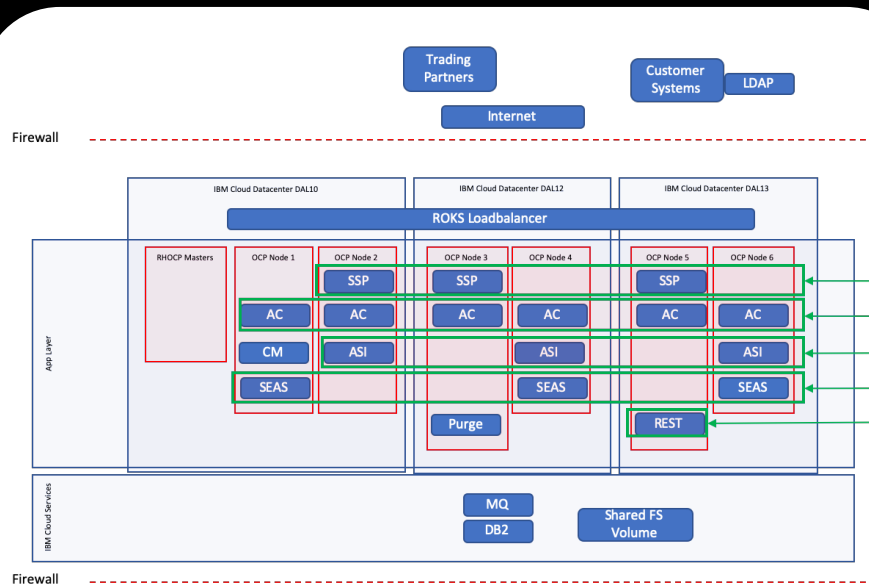 Trading
Partners
Customer
Systems
LDAP
Internet
Firewall
IBM Cloud Datacenter DAL10
IBM Cloud Datacenter DAL12
IBM Cloud Datacenter DAL13
ROKS Loadbalancer
RHOCP Masters
OCP Node 1
OCP Node 2
OCP Node 3
OCP Node 4
OCP Node 5
OCP Node 6
SSP
SSP
SSP
AC
AC
AC
AC
AC
AC
App Layer
CM
ASI
ASI
ASI
SEAS
SEAS
SEAS
Purge
REST
IBM Cloud Services
MQ
DB2
Shared FS
Volume
Firewall